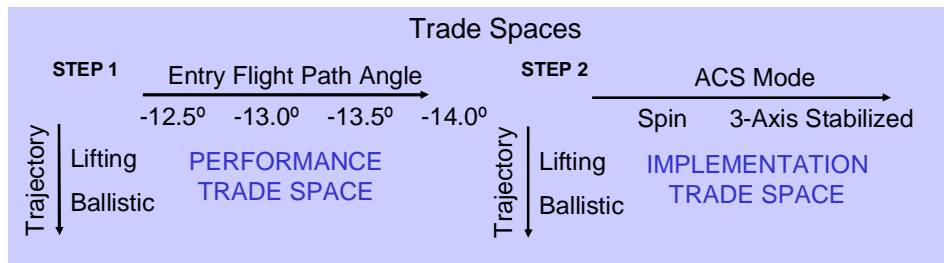 Trade Spaces
STEP 1
Entry Flight Path Angle
-12.5º -13.0º -13.5º -14.0º
Trajectory
Lifting
Ballistic
PERFORMANCE
TRADE SPACE
STEP 2
ACS Mode
Spin 3-Axis Stabilized
Trajectory
Lifting
Ballistic
IMPLEMENTATION
TRADE SPACE